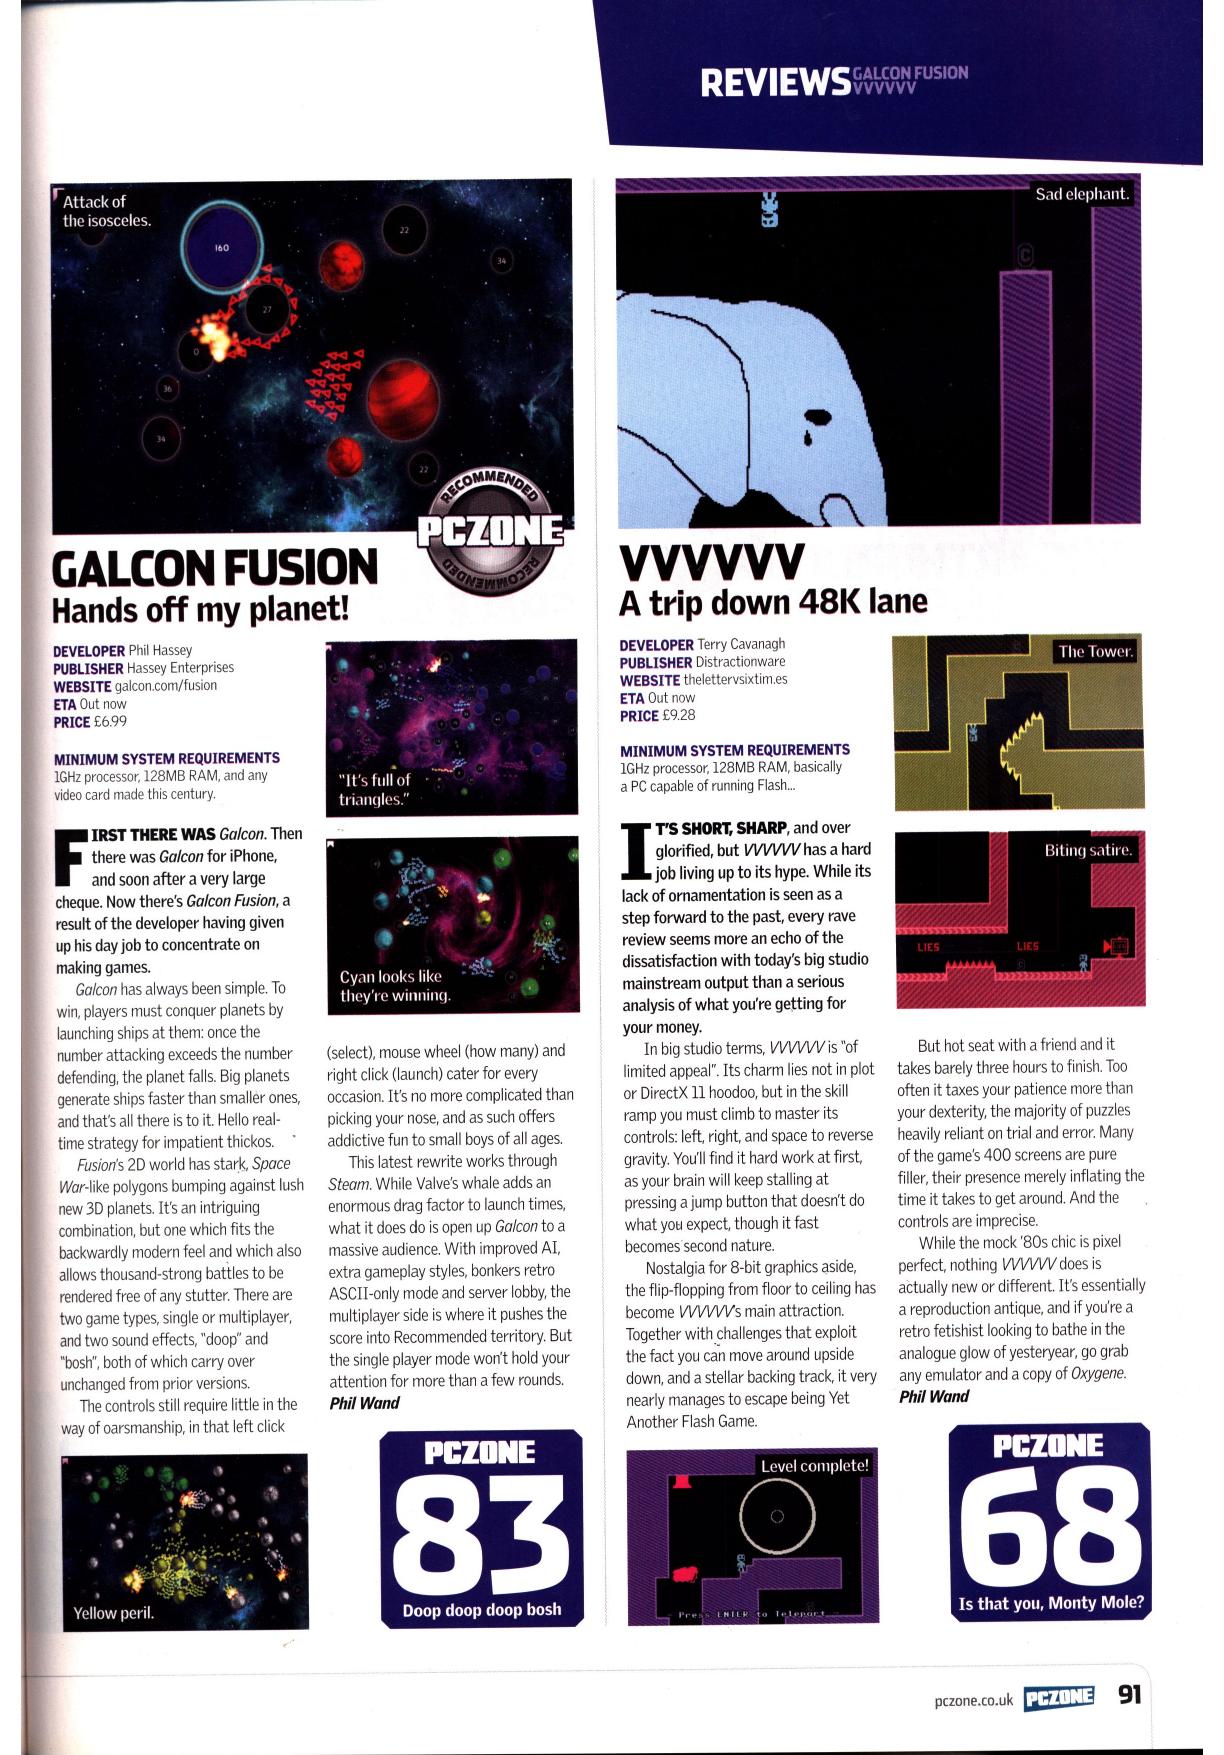 REVIEWS GALCON FUSION
VVVVVV
Attack of
the isosceles.
160
22
34
27
0
36
34
22
RECOMMENDED
PCZONE
RECOMMENDED
GALCON FUSION
Hands off my planet!
DEVELOPER Phil Hassey
PUBLISHER Hassey Enterprises
WEBSITE galcon.com/fusion
ETA Out now
PRICE £6.99
MINIMUM SYSTEM REQUIREMENTS
1GHz processor, 128MB RAM, and any
video card made this century.
FIRST THERE WAS Galcon. Then
there was Galcon for iPhone,
and soon after a very large
cheque. Now there's Galcon Fusion, a
result of the developer having given
up his day job to concentrate on
making games.
Galcon has always been simple. To
win, players must conquer planets by
launching ships at them: once the
number attacking exceeds the number
defending, the planet falls. Big planets
generate ships faster than smaller ones,
and that's all there is to it. Hello real-
time strategy for impatient thickos.
Fusion's 2D world has stark, Space
War-like polygons bumping against lush
new 3D planets. It's an intriguing
combination, but one which fits the
backwardly modern feel and which also
allows thousand-strong battles to be
rendered free of any stutter. There are
two game types, single or multiplayer,
and two sound effects, "doop" and
"bosh", both of which carry over
unchanged from prior versions.
The controls still require little in the
way of oarsmanship, in that left click
Yellow peril.
"It's full of
triangles."
Cyan looks like
they're winning.
(select), mouse wheel (how many) and
right click (launch) cater for every
occasion. It's no more complicated than
picking your nose, and as such offers
addictive fun to small boys of all ages.
This latest rewrite works through
Steam. While Valve's whale adds an
enormous drag factor to launch times,
what it does do is open up Galcon to a
massive audience. With improved AI,
extra gameplay styles, bonkers retro
ASCII-only mode and server lobby, the
multiplayer side is where it pushes the
score into Recommended territory. But
the single player mode won't hold your
attention for more than a few rounds.
Phil Wand
PCZONE
83
Doop doop doop bosh
Sad elephant.
C
VVVVVV
A trip down 48K lane
DEVELOPER Terry Cavanagh
PUBLISHER Distractionware
WEBSITE thelettervsixtim.es
ETA Out now
PRICE £9.28
MINIMUM SYSTEM REQUIREMENTS
1GHz processor, 128MB RAM, basically
a PC capable of running Flash...
IT'S SHORT, SHARP, and over
glorified, but VVVVVV has a hard
job living up to its hype. While its
lack of ornamentation is seen as a
step forward to the past, every rave
review seems more an echo of the
dissatisfaction with today's big studio
mainstream output than a serious
analysis of what you're getting for
your money.
In big studio terms, VVVVVV is "of
limited appeal". Its charm lies not in plot
or DirectX 11 hoodoo, but in the skill
ramp you must climb to master its
controls: left, right, and space to reverse
gravity. You'll find it hard work at first,
as your brain will keep stalling at
pressing a jump button that doesn't do
what you expect, though it fast
becomes second nature.
Nostalgia for 8-bit graphics aside,
the flip-flopping from floor to ceiling has
become VVVVVV's main attraction.
Together with challenges that exploit
the fact you can move around upside
down, and a stellar backing track, it very
nearly manages to escape being Yet
Another Flash Game.
Level complete!
- Press ENTER to Teleport -
The Tower.
Biting satire.
LIES
LIES
But hot seat with a friend and it
takes barely three hours to finish. Too
often it taxes your patience more than
your dexterity, the majority of puzzles
heavily reliant on trial and error. Many
of the game's 400 screens are pure
filler, their presence merely inflating the
time it takes to get around. And the
controls are imprecise.
While the mock '80s chic is pixel
perfect, nothing VVVVVV does is
actually new or different. It's essentially
a reproduction antique, and if you're a
retro fetishist looking to bathe in the
analogue glow of yesteryear, go grab
any emulator and a copy of Oxygene.
Phil Wand
PCZONE
68
Is that you, Monty Mole?
pczone.co.uk PCZONE 91